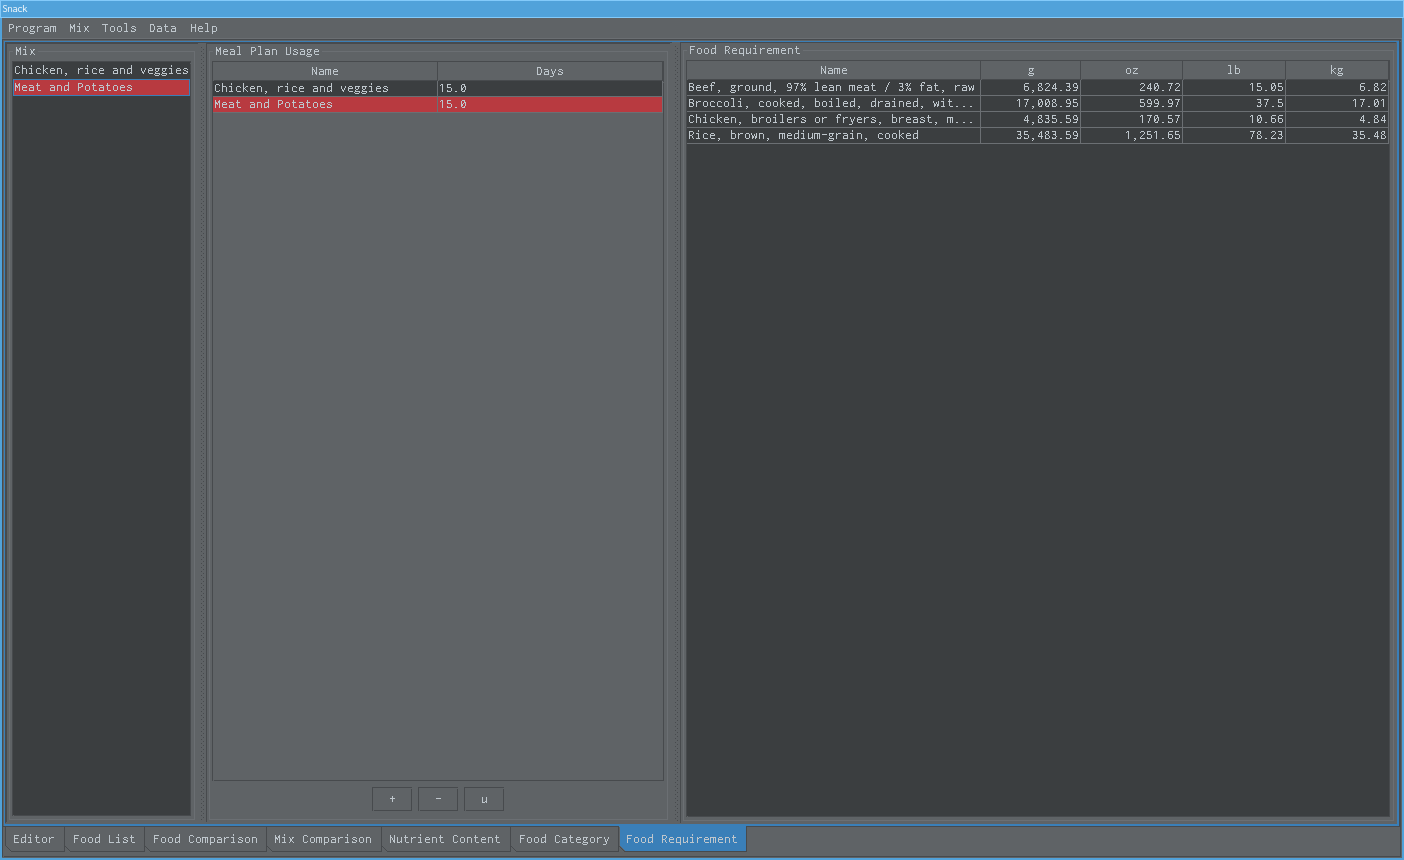 Snack
Program Mix Tools Data Help
Mix
Chicken, rice and veggies
Meat and Potatoes
Meal Plan Usage
Name Days
Chicken, rice and veggies 15.0
Meat and Potatoes 15.0
+ - u
Food Requirement
Name g oz lb kg
Beef, ground, 97% lean meat / 3% fat, raw 6,824.39 240.72 15.05 6.82
Broccoli, cooked, boiled, drained, wit... 17,008.95 599.97 37.5 17.01
Chicken, broilers or fryers, breast, m... 4,835.59 170.57 10.66 4.84
Rice, brown, medium-grain, cooked 35,483.59 1,251.65 78.23 35.48
Editor Food List Food Comparison Mix Comparison Nutrient Content Food Category Food Requirement